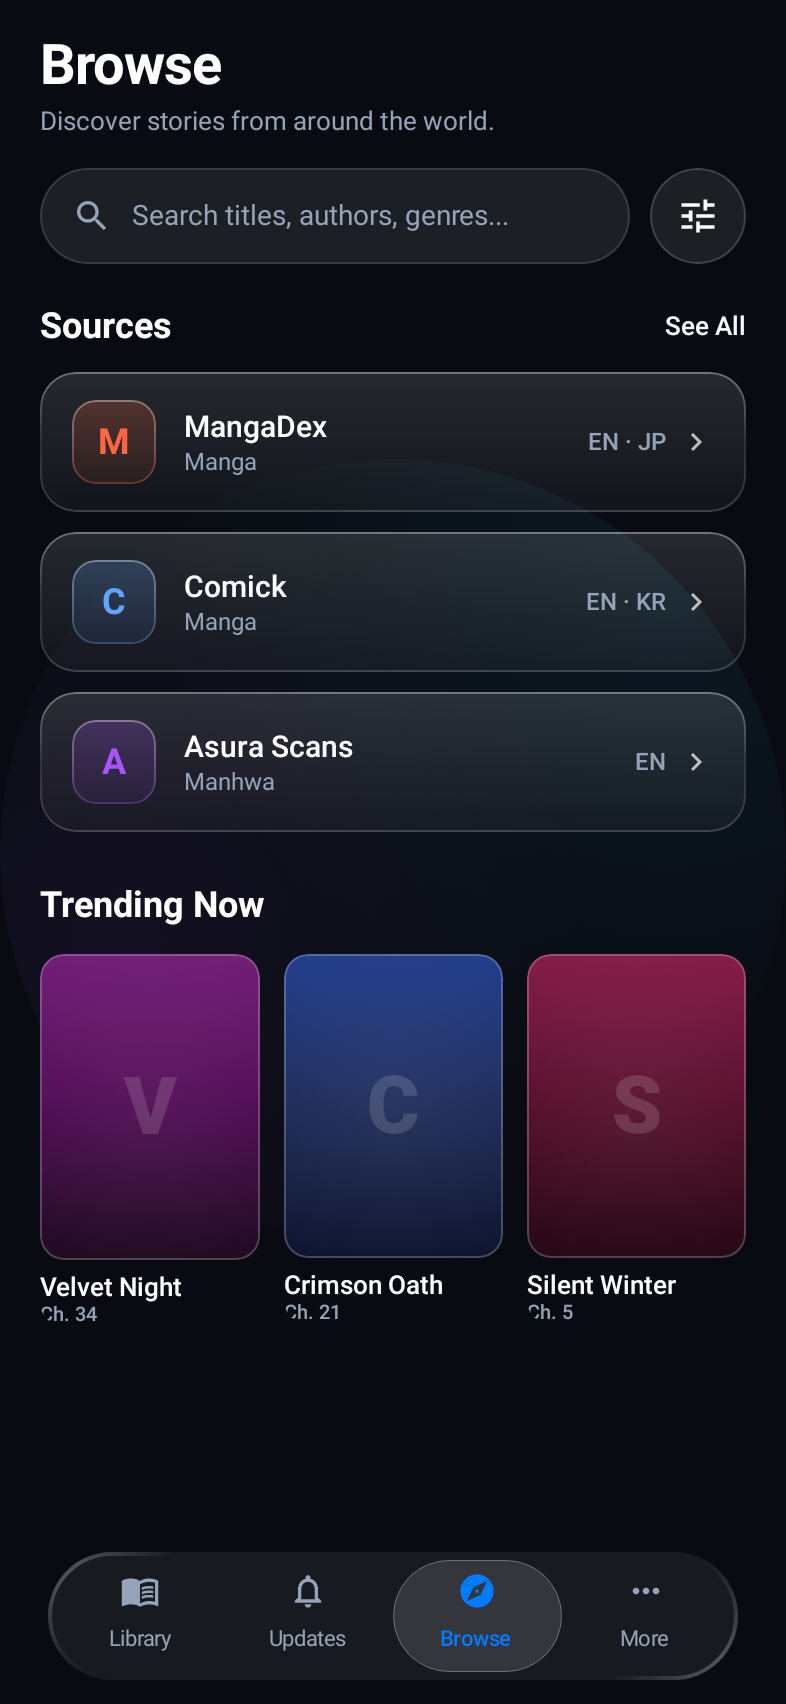 Browse
Discover stories from around the world.
Search titles, authors, genres...
Sources
See All
M
MangaDex
Manga
EN · JP
C
Comick
Manga
EN · KR
A
Asura Scans
Manhwa
EN
Trending Now
V
C
S
Velvet Night
Ch. 34
Crimson Oath
Ch. 21
Silent Winter
Ch. 5
Library
Updates
Browse
More